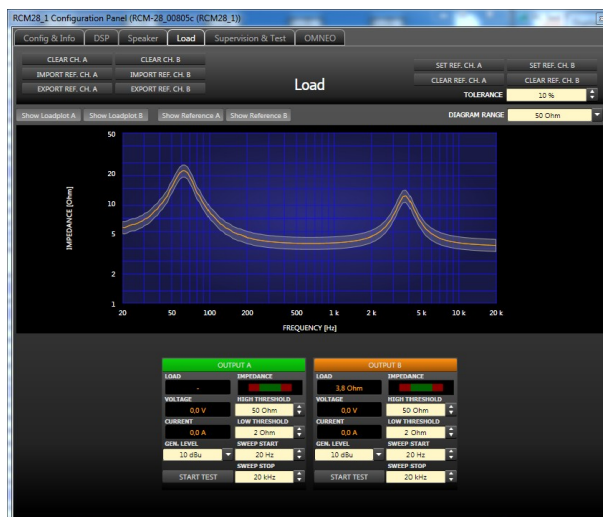 RCM28_1 Configuration Panel (RCM-28_00805c (RCM28_1))
Config & Info DSP Speaker Load Supervision & Test OMNEO
CLEAR CH. A CLEAR CH. B
IMPORT REF. CH. A IMPORT REF. CH. B
EXPORT REF. CH. A EXPORT REF. CH. B
Load
SET REF. CH. A SET REF. CH. B
CLEAR REF. CH. A CLEAR REF. CH. B
TOLERANCE 10 %
Show Loadplot A Show Loadplot B Show Reference A Show Reference B DIAGRAM RANGE 50 Ohm
IMPEDANCE [Ohm]
50
20
10
5
2
1
20 50 100 200 500 1 k 2 k 5 k 10 k 20 k
FREQUENCY [Hz]
OUTPUT A
LOAD IMPEDANCE
-
VOLTAGE HIGH THRESHOLD
0,0 V 50 Ohm
CURRENT LOW THRESHOLD
0,0 A 2 Ohm
GEN. LEVEL SWEEP START
10 dBu 20 Hz
SWEEP STOP
START TEST 20 kHz
OUTPUT B
LOAD IMPEDANCE
3,8 Ohm
VOLTAGE HIGH THRESHOLD
0,0 V 50 Ohm
CURRENT LOW THRESHOLD
0,0 A 2 Ohm
GEN. LEVEL SWEEP START
10 dBu 20 Hz
SWEEP STOP
START TEST 20 kHz